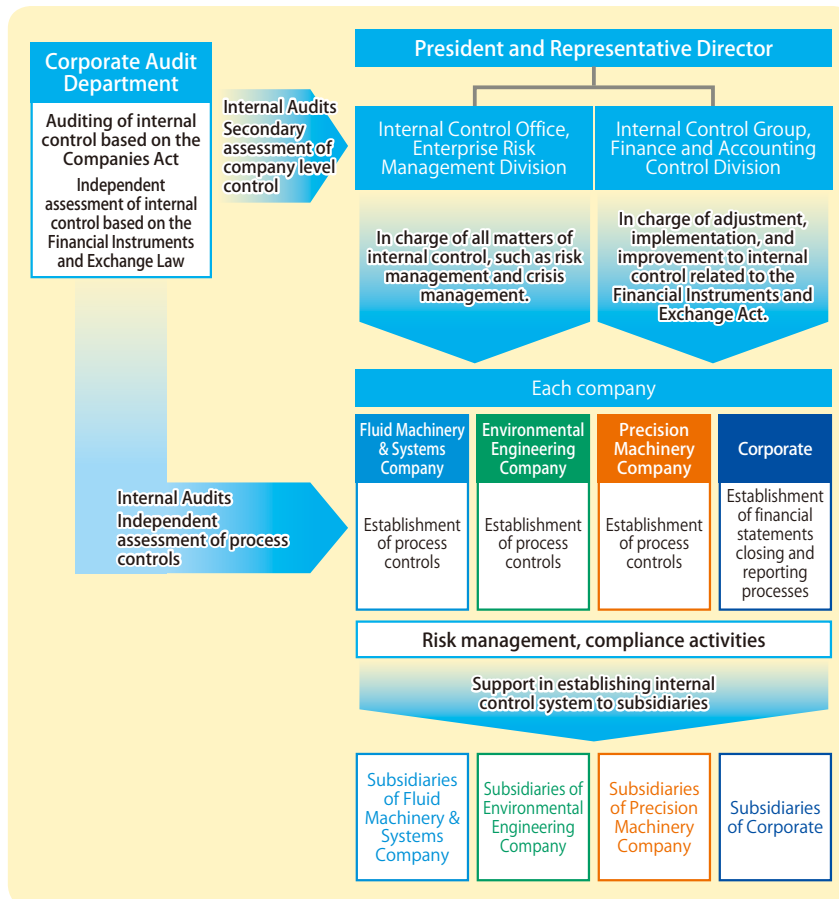 Corporate Audit
Department
Auditing of internal
control based on the
Companies Act
Independent
assessment of internal
control based on the
Financial Instruments
and Exchange Law
Internal Audits
Secondary
assessment of
company level
control
President and Representative Director
Internal Control Office,
Enterprise Risk
Management Division
Internal Control Group,
Finance and Accounting
Control Division
In charge of all matters of
internal control, such as risk
management and crisis
management.
In charge of adjustment,
implementation, and
improvement to internal
control related to the
Financial Instruments and
Exchange Act.
Internal Audits
Independent
assessment of process
controls
Each company
Fluid Machinery
& Systems
Company
Environmental
Engineering
Company
Precision
Machinery
Company
Corporate
Establishment
of process
controls
Establishment
of process
controls
Establishment
of process
controls
Establishment
of financial
statements
closing and
reporting
processes
Risk management, compliance activities
Support in establishing internal
control system to subsidiaries
Subsidiaries
of Fluid
Machinery &
Systems
Company
Subsidiaries of
Environmental
Engineering
Company
Subsidiaries
of Precision
Machinery
Company
Subsidiaries
of Corporate